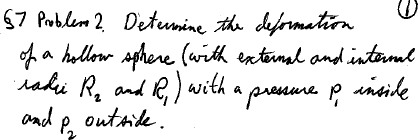 ①
§7 Problem 2. Determine the deformation
of a hollow sphere (with external and internal
radii R₂ and R₁) with a pressure p₁ inside
and p₂ outside.